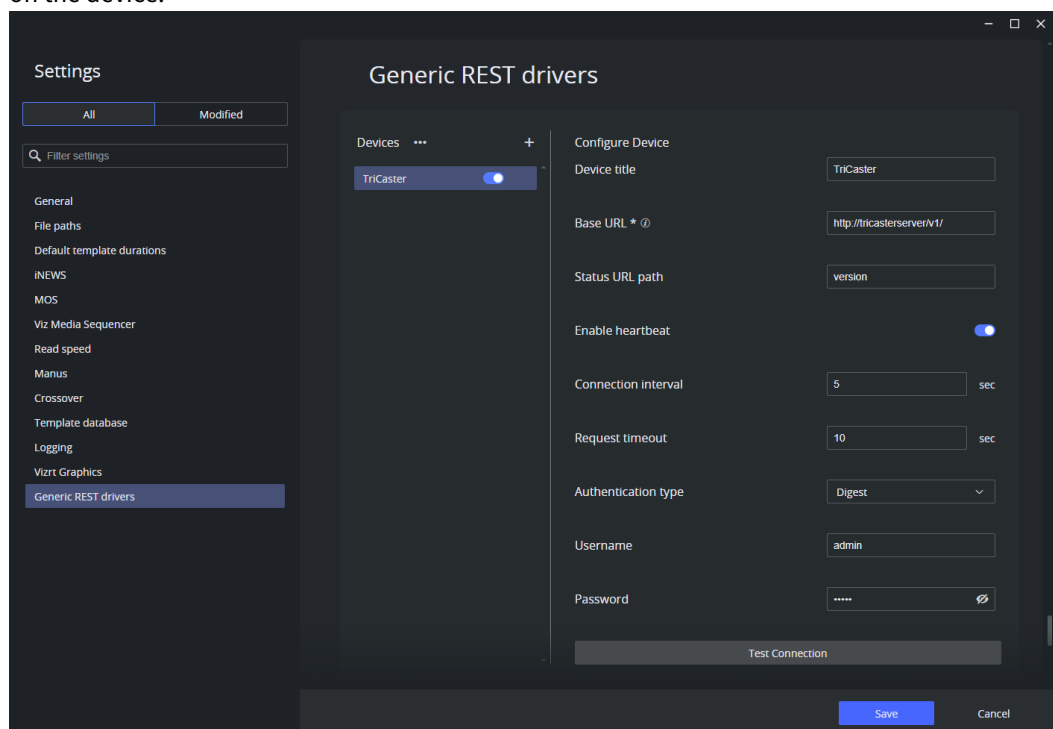 on the device.
Settings
All Modified
Filter settings
General
File paths
Default template durations
iNEWS
MOS
Viz Media Sequencer
Read speed
Manus
Crossover
Template database
Logging
Vizrt Graphics
Generic REST drivers
Generic REST drivers
Devices ••• +
TriCaster
Configure Device
Device title TriCaster
Base URL * http://tricasterserver/v1/
Status URL path version
Enable heartbeat
Connection interval 5 sec
Request timeout 10 sec
Authentication type Digest
Username admin
Password •••••
Test Connection
Save Cancel